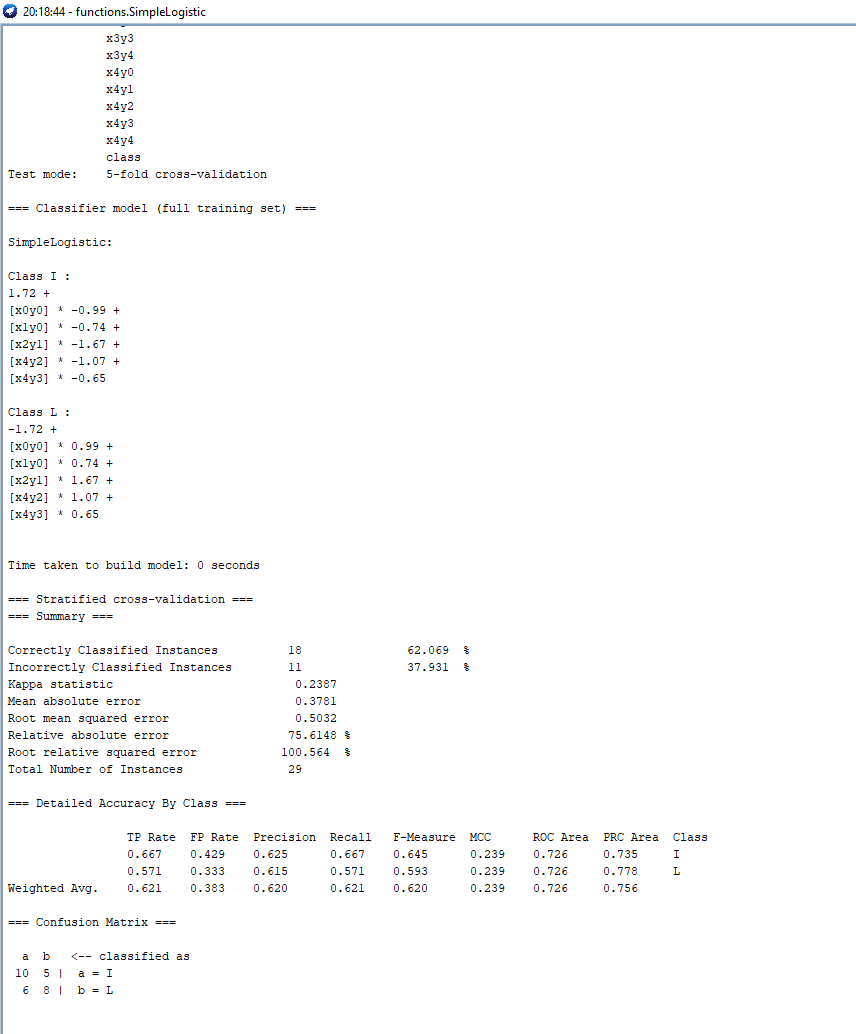 20:18:44 - functions.SimpleLogistic
x3y3
x3y4
x4y0
x4y1
x4y2
x4y3
x4y4
class
Test mode: 5-fold cross-validation
=== Classifier model (full training set) ===
SimpleLogistic:
Class I :
1.72 +
[x0y0] * -0.99 +
[x1y0] * -0.74 +
[x2y1] * -1.67 +
[x4y2] * -1.07 +
[x4y3] * -0.65
Class L :
-1.72 +
[x0y0] * 0.99 +
[x1y0] * 0.74 +
[x2y1] * 1.67 +
[x4y2] * 1.07 +
[x4y3] * 0.65
Time taken to build model: 0 seconds
=== Stratified cross-validation ===
=== Summary ===
Correctly Classified Instances 18 62.069 %
Incorrectly Classified Instances 11 37.931 %
Kappa statistic 0.2387
Mean absolute error 0.3781
Root mean squared error 0.5032
Relative absolute error 75.6148 %
Root relative squared error 100.564 %
Total Number of Instances 29
=== Detailed Accuracy By Class ===
TP Rate FP Rate Precision Recall F-Measure MCC ROC Area PRC Area Class
0.667 0.429 0.625 0.667 0.645 0.239 0.726 0.735 I
0.571 0.333 0.615 0.571 0.593 0.239 0.726 0.778 L
Weighted Avg. 0.621 0.383 0.620 0.621 0.620 0.239 0.726 0.756
=== Confusion Matrix ===
a b <-- classified as
10 5 | a = I
6 8 | b = L